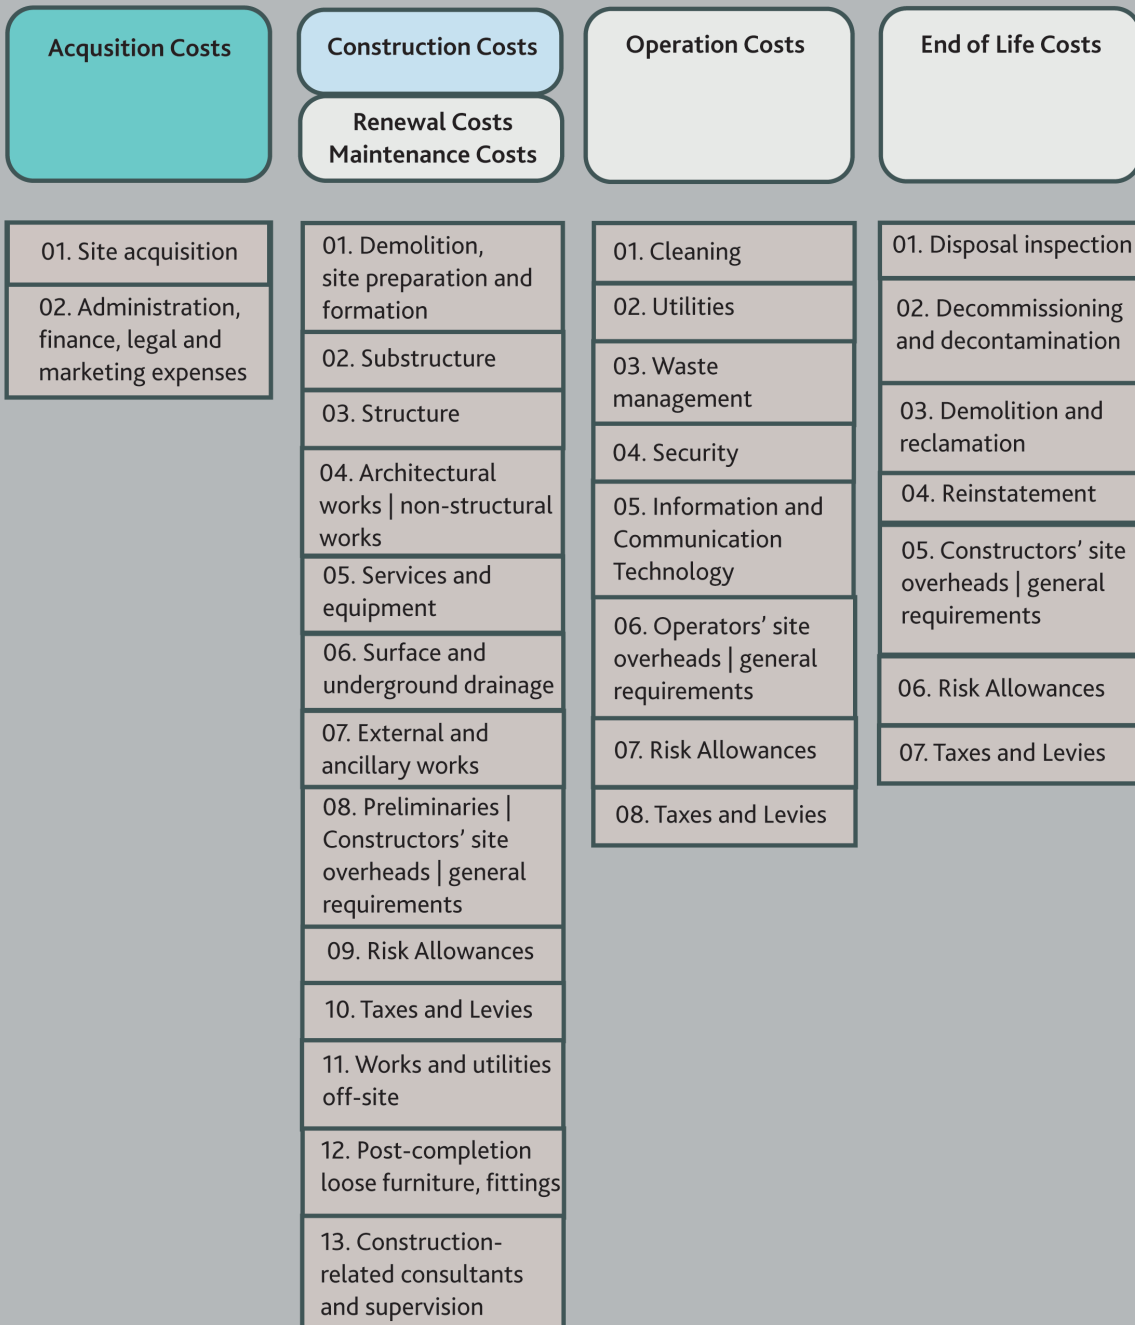 Acqusition Costs
Construction Costs
Renewal Costs
Maintenance Costs
Operation Costs
End of Life Costs
01. Site acquisition
02. Administration,
finance, legal and
marketing expenses
01. Demolition,
site preparation and
formation
02. Substructure
03. Structure
04. Architectural
works | non-structural
works
05. Services and
equipment
06. Surface and
underground drainage
07. External and
ancillary works
08. Preliminaries |
Constructors’ site
overheads | general
requirements
09. Risk Allowances
10. Taxes and Levies
11. Works and utilities
off-site
12. Post-completion
loose furniture, fittings
13. Construction-
related consultants
and supervision
01. Cleaning
02. Utilities
03. Waste
management
04. Security
05. Information and
Communication
Technology
06. Operators’ site
overheads | general
requirements
07. Risk Allowances
08. Taxes and Levies
01. Disposal inspection
02. Decommissioning
and decontamination
03. Demolition and
reclamation
04. Reinstatement
05. Constructors’ site
overheads | general
requirements
06. Risk Allowances
07. Taxes and Levies